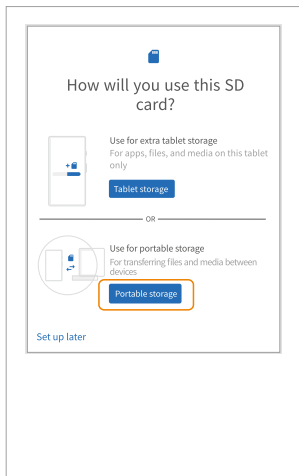 How will you use this SD
card?
Use for extra tablet storage
For apps, files, and media on this tablet
only
Tablet storage
OR
Use for portable storage
For transferring files and media between
devices
Portable storage
Set up later